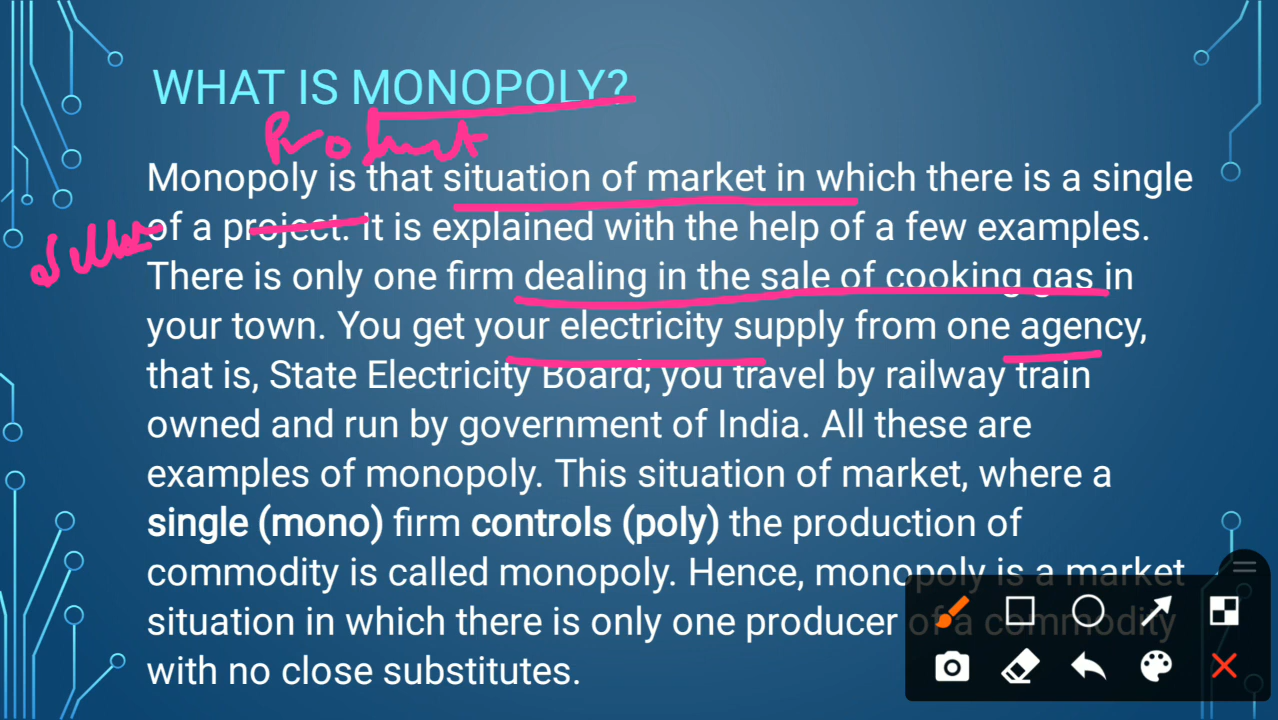 WHAT IS MONOPOLY?
Product
Monopoly is that situation of market in which there is a single
seller
of a project. It is explained with the help of a few examples.
There is only one firm dealing in the sale of cooking gas in
your town. You get your electricity supply from one agency,
that is, State Electricity Board; you travel by railway train
owned and run by government of India. All these are
examples of monopoly. This situation of market, where a
single (mono) firm controls (poly) the production of
commodity is called monopoly. Hence, monopoly is a market
situation in which there is only one producer of a commodity
with no close substitutes.